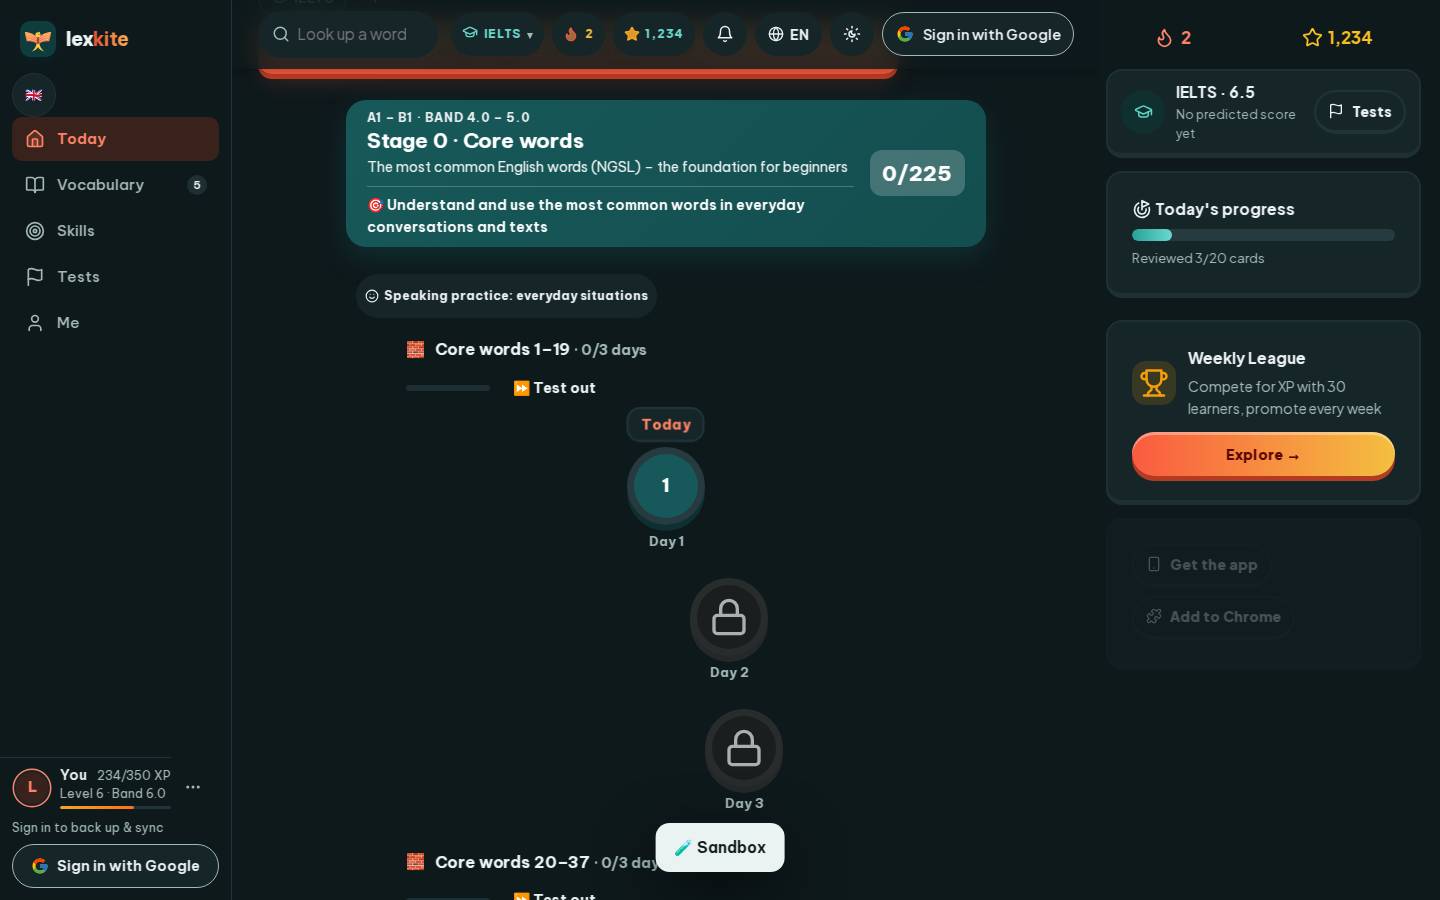 lexkite
Today
Vocabulary
5
Skills
Tests
Me
You
234/350 XP
Level 6 · Band 6.0
L
Sign in to back up & sync
Sign in with Google
Look up a word
IELTS ▾
2
1,234
EN
Sign in with Google
A1 – B1 · BAND 4.0 – 5.0
Stage 0 · Core words
The most common English words (NGSL) – the foundation for beginners
0/225
🎯 Understand and use the most common words in everyday
conversations and texts
Speaking practice: everyday situations
🧱 Core words 1–19 · 0/3 days
⏩ Test out
Today
1
Day 1
Day 2
Day 3
🧱 Core words 20–37 · 0/3 day
⏩ Test out
🧪 Sandbox
2
1,234
IELTS · 6.5
No predicted score
yet
Tests
Today's progress
Reviewed 3/20 cards
Weekly League
Compete for XP with 30
learners, promote every week
Explore →
Get the app
Add to Chrome